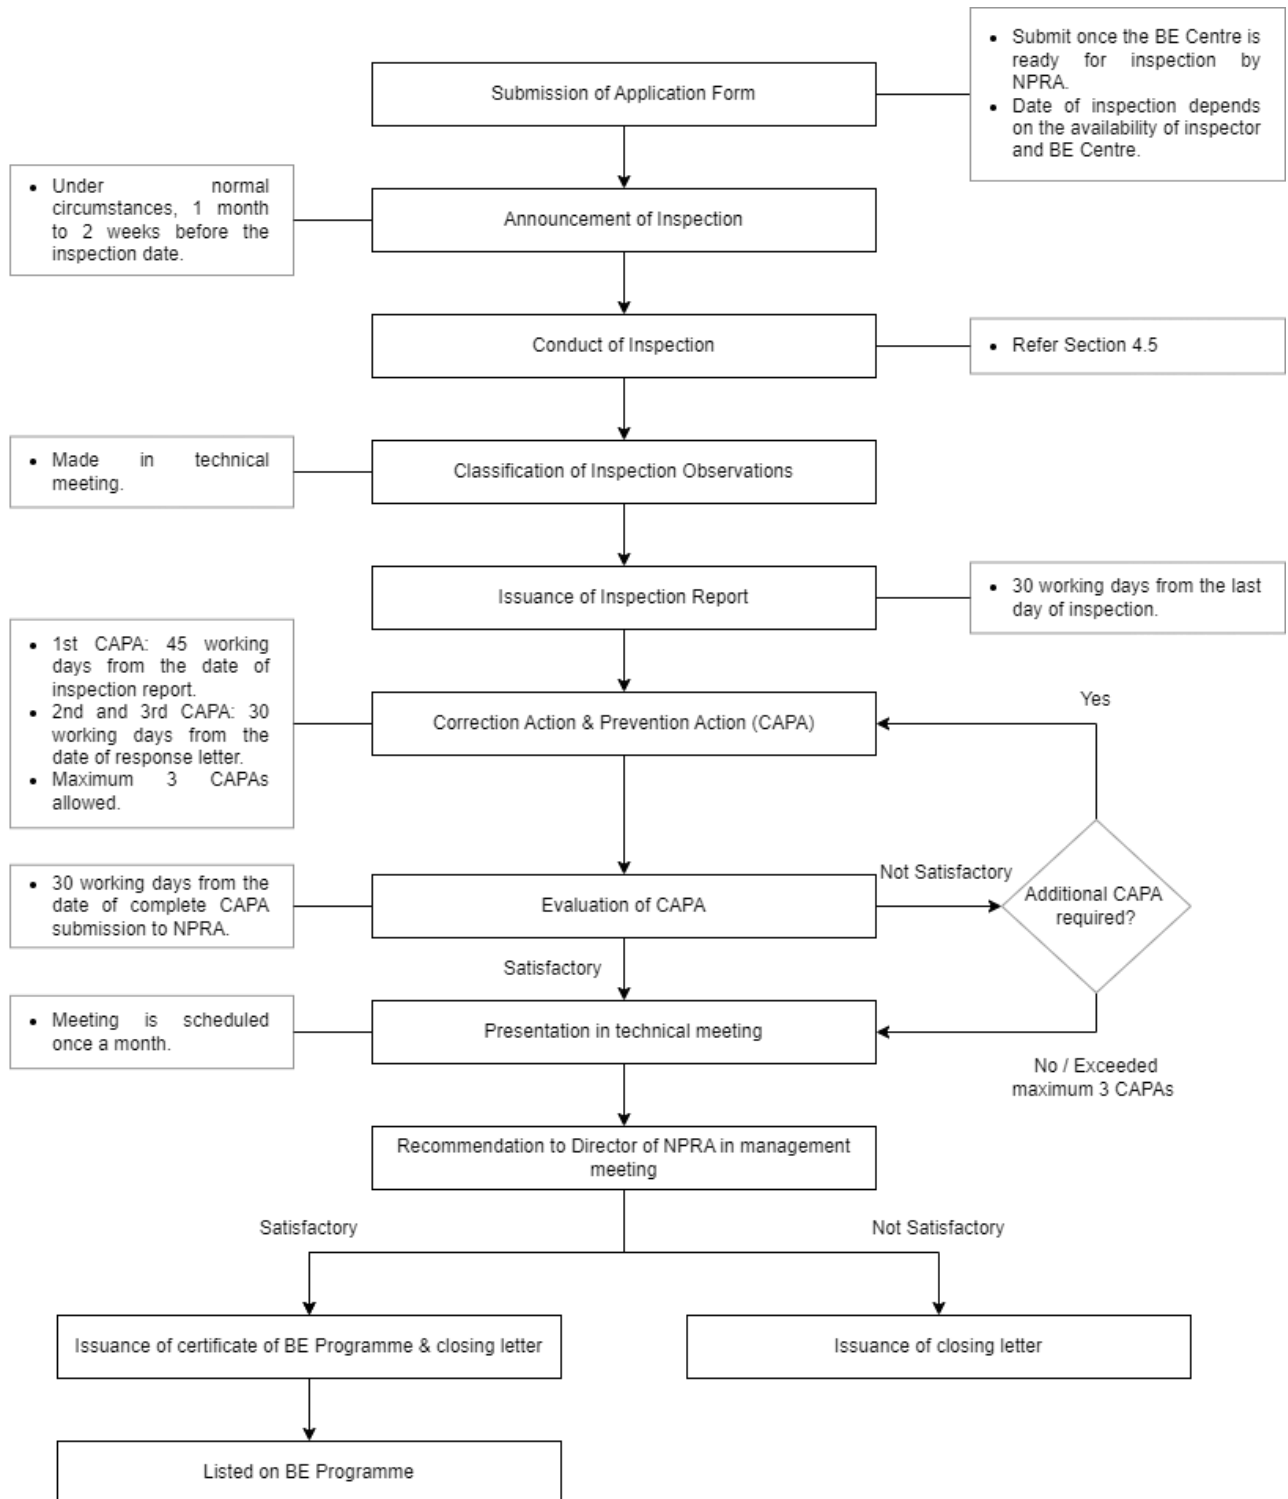 • Submit once the BE Centre is
ready for inspection by
NPRA.
• Date of inspection depends
on the availability of inspector
and BE Centre.
Submission of Application Form
• Under normal
circumstances, 1 month
to 2 weeks before the
inspection date.
Announcement of Inspection
Conduct of Inspection
• Refer Section 4.5
• Made in technical
meeting.
Classification of Inspection Observations
Issuance of Inspection Report
• 30 working days from the last
day of inspection.
• 1st CAPA: 45 working
days from the date of
inspection report.
• 2nd and 3rd CAPA: 30
working days from the
date of response letter.
• Maximum 3 CAPAs
allowed.
Correction Action & Prevention Action (CAPA)
Yes
• 30 working days from the
date of complete CAPA
submission to NPRA.
Evaluation of CAPA
Not Satisfactory
Additional CAPA
required?
Satisfactory
• Meeting is scheduled
once a month.
Presentation in technical meeting
No / Exceeded
maximum 3 CAPAs
Recommendation to Director of NPRA in management
meeting
Satisfactory
Not Satisfactory
Issuance of certificate of BE Programme & closing letter
Issuance of closing letter
Listed on BE Programme